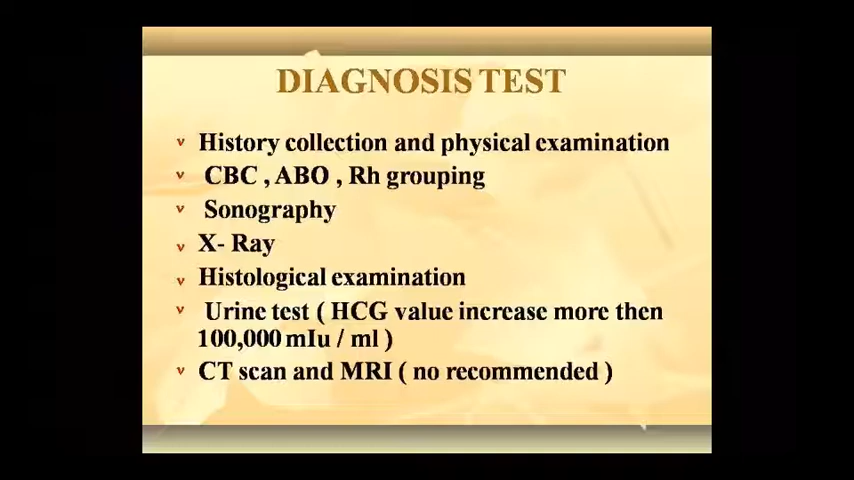 DIAGNOSIS TEST
v History collection and physical examination
v CBC , ABO , Rh grouping
v Sonography
v X- Ray
v Histological examination
v Urine test ( HCG value increase more then
100,000 mIu / ml )
v CT scan and MRI ( no recommended )